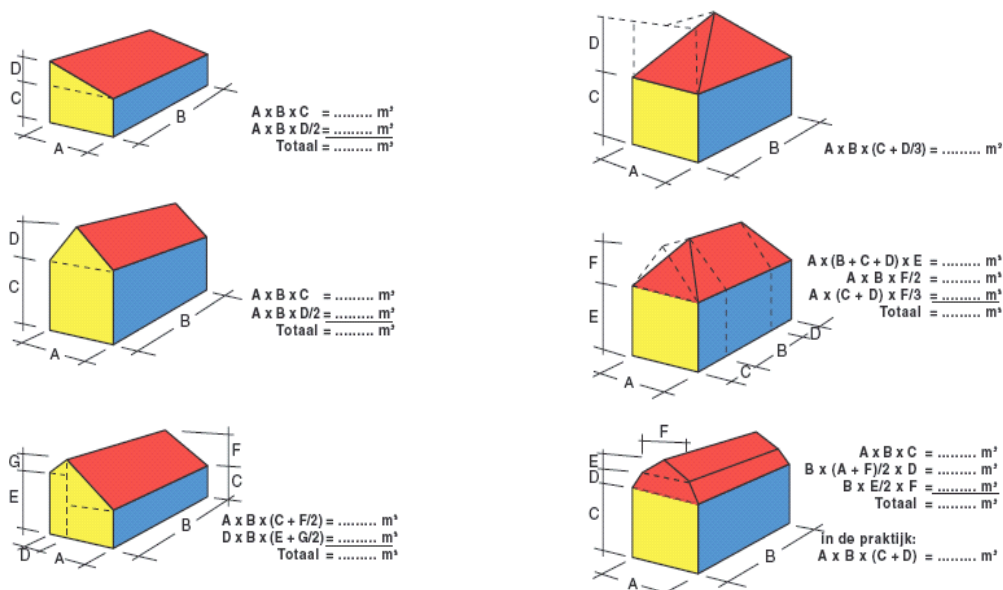 D
C
A
B
A x B x C = ......... m³
A x B x D/2 = ......... m³
Totaal = ......... m³
D
C
A
B
A x B x (C + D/3) = ......... m³
D
C
A
B
A x B x C = ......... m³
A x B x D/2 = ......... m³
Totaal = ......... m³
F
E
A
C
B
D
A x (B + C + D) x E = ......... m³
A x B x F/2 = ......... m³
A x (C + D) x F/3 = ......... m³
Totaal = ......... m³
G
E
D
A
B
F
C
A x B x (C + F/2) = ......... m³
D x B x (E + G/2) = ......... m³
Totaal = ......... m³
F
E
D
C
A
B
A x B x C = ......... m³
B x (A + F)/2 x D = ......... m³
B x E/2 x F = ......... m³
Totaal = ......... m³
in de praktijk:
A x B x (C + D) = ......... m³